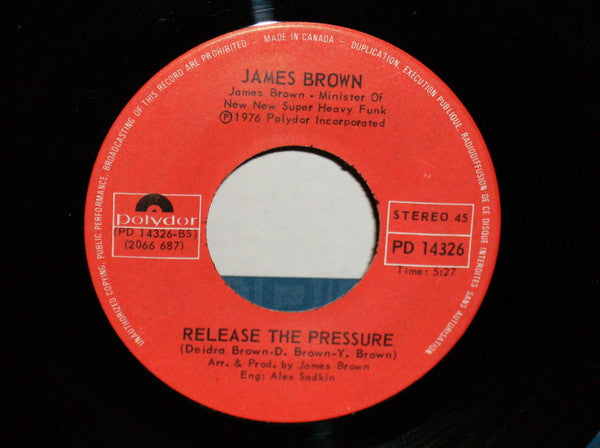 UNAUTHORIZED COPYING, PUBLIC PERFORMANCE, BROADCASTING OF THIS RECORD ARE PROHIBITED - MADE IN CANADA - DUPLICATION, EXECUTION PUBLIQUE, RADIODIFFUSION DE CE DISQUE INTERDITES SANS AUTORISATION
JAMES BROWN
James Brown - Minister Of
New New Super Heavy Funk
Ⓟ1976 Polydor Incorporated
Polydor
(PD 14326-BS)
(2066 687)
STEREO 45
PD 14326
Time: 5:27
RELEASE THE PRESSURE
(Deidra Brown-D. Brown-Y. Brown)
Arr. & Prod. by James Brown
Eng: Alex Sadkin